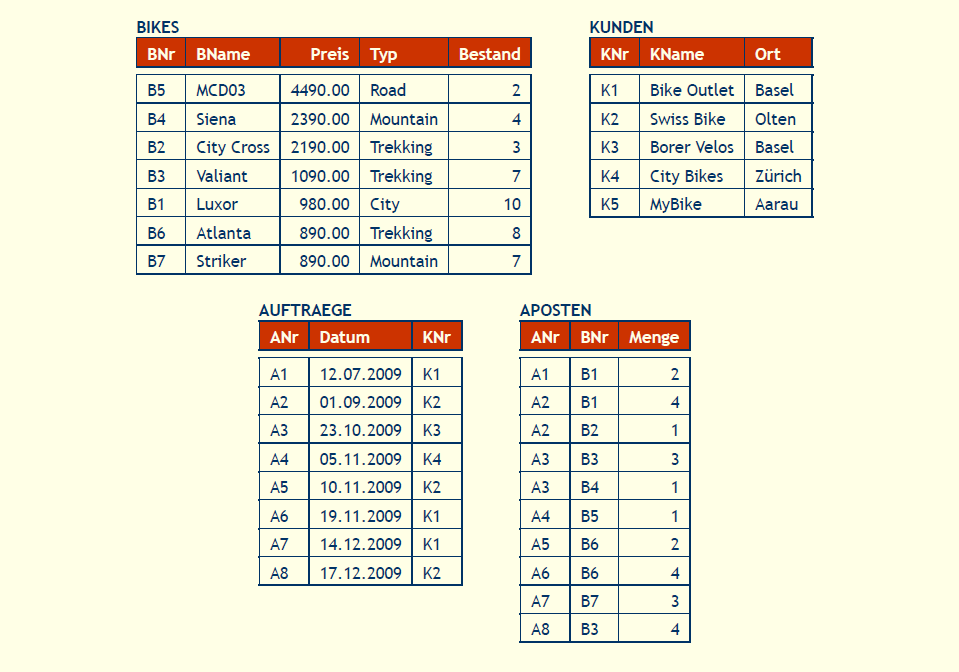 BIKES
BNr BName Preis Typ Bestand
B5 MCD03 4490.00 Road 2
B4 Siena 2390.00 Mountain 4
B2 City Cross 2190.00 Trekking 3
B3 Valiant 1090.00 Trekking 7
B1 Luxor 980.00 City 10
B6 Atlanta 890.00 Trekking 8
B7 Striker 890.00 Mountain 7
KUNDEN
KNr KName Ort
K1 Bike Outlet Basel
K2 Swiss Bike Olten
K3 Borer Velos Basel
K4 City Bikes Zürich
K5 MyBike Aarau
AUFTRAEGE
ANr Datum KNr
A1 12.07.2009 K1
A2 01.09.2009 K2
A3 23.10.2009 K3
A4 05.11.2009 K4
A5 10.11.2009 K2
A6 19.11.2009 K1
A7 14.12.2009 K1
A8 17.12.2009 K2
APOSTEN
ANr BNr Menge
A1 B1 2
A2 B1 4
A2 B2 1
A3 B3 3
A3 B4 1
A4 B5 1
A5 B6 2
A6 B6 4
A7 B7 3
A8 B3 4